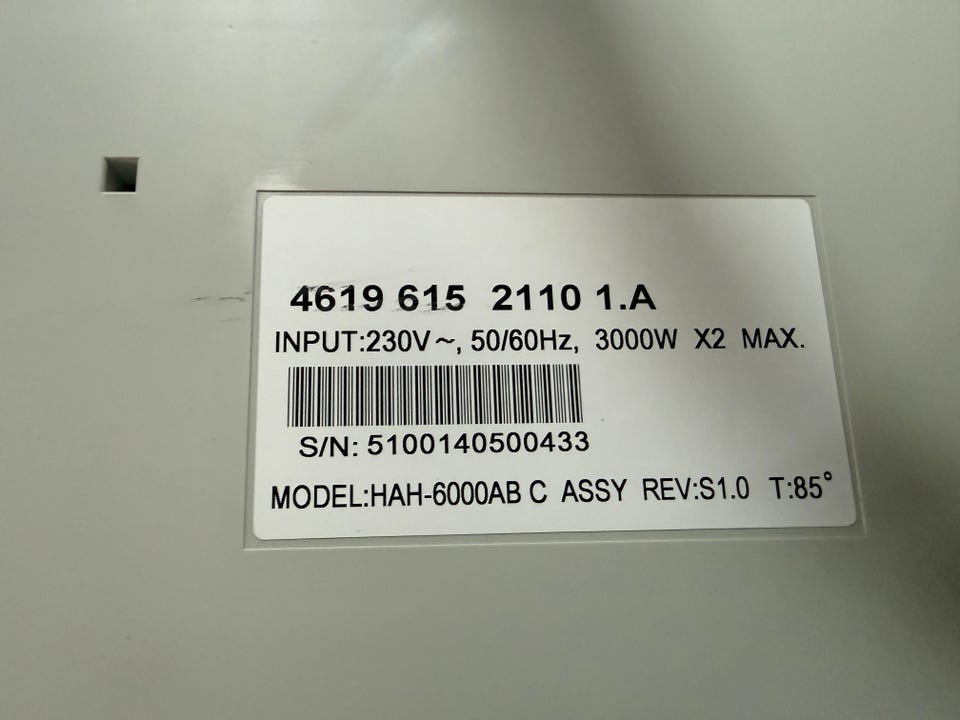 4619 615 2110 1.A
INPUT:230V~, 50/60Hz, 3000W X2 MAX.
S/N: 5100140500433
MODEL:HAH-6000AB C ASSY REV:S1.0 T:85°